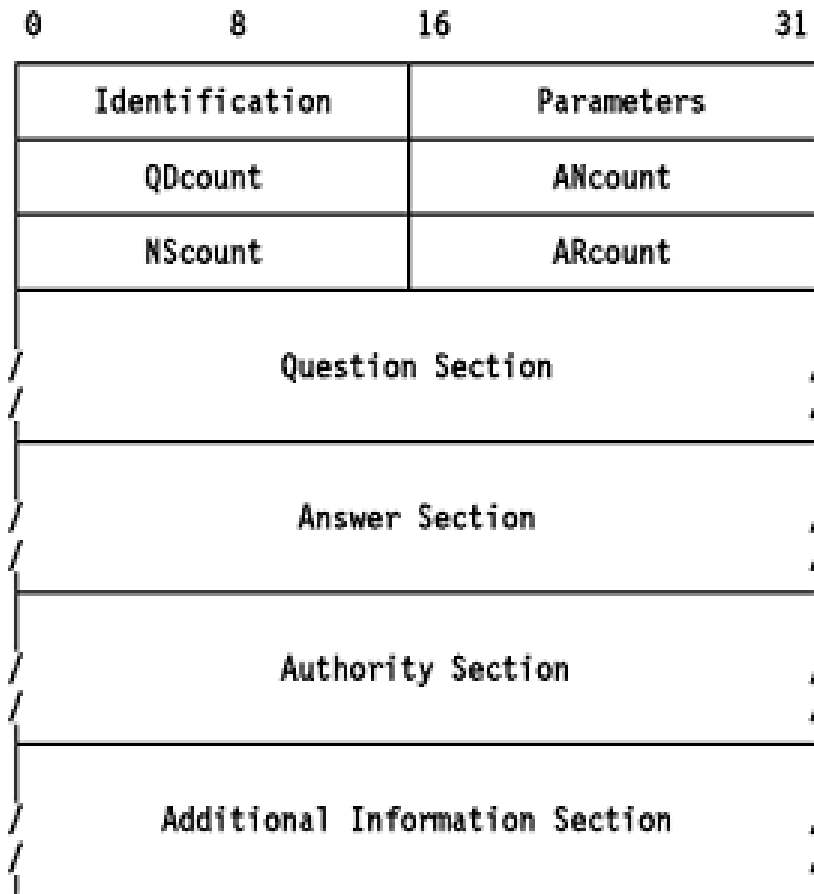 0 8 16 31
Identification Parameters
QDcount ANcount
NScount ARcount
Question Section
Answer Section
Authority Section
Additional Information Section